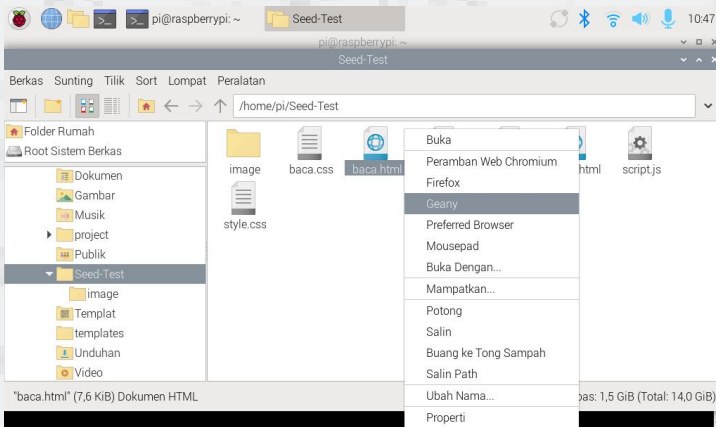 pi@raspberrypi: ~
Seed-Test
10:47
pi@raspberrypi: ~
Seed-Test
Berkas Sunting Tilik Sort Lompat Peralatan
/home/pi/Seed-Test
Folder Rumah
Root Sistem Berkas
Dokumen
Gambar
Musik
project
Publik
Seed-Test
image
Templat
templates
Unduhan
Video
image
baca.css
baca.html
html
script.js
style.css
Buka
Peramban Web Chromium
Firefox
Geany
Preferred Browser
Mousepad
Buka Dengan...
Mampatkan...
Potong
Salin
Buang ke Tong Sampah
Salin Path
Ubah Nama...
Properti
"baca.html" (7,6 KiB) Dokumen HTML
bas: 1,5 GiB (Total: 14,0 GiB)